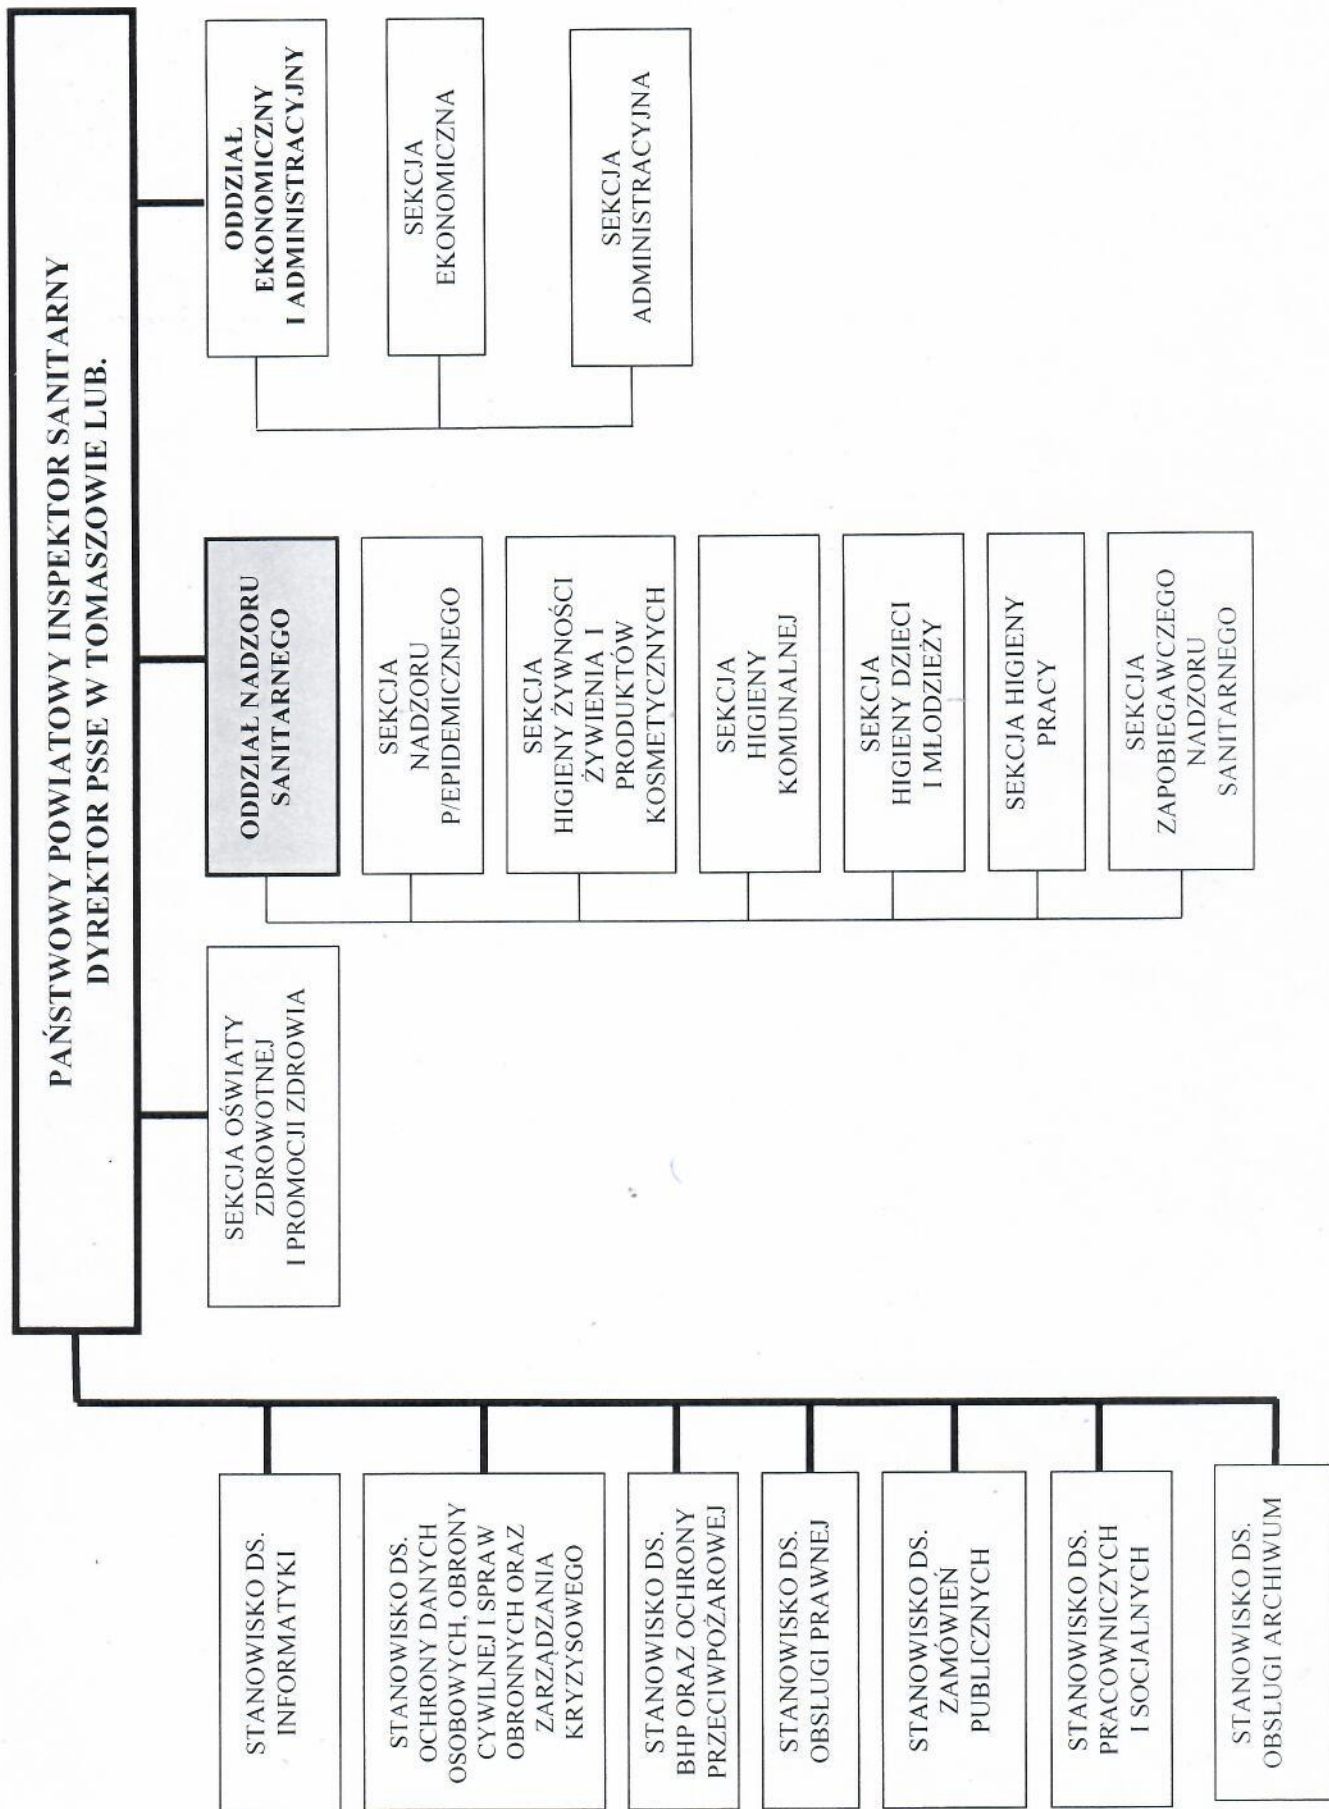 PAŃSTWOWY POWIATOWY INSPEKTOR SANITARNY
DYREKTOR PSSE W TOMASZOWIE LUB.
STANOWISKO DS.
INFORMATYKI
STANOWISKO DS.
OCHRONY DANYCH
OSOBOWYCH, OBRONY
CYWILNEJ I SPRAW
OBRONNYCH ORAZ
ZARZĄDZANIA
KRYZYSOWEGO
STANOWISKO DS.
BHP ORAZ OCHRONY
PRZECIWPOŻAROWEJ
STANOWISKO DS.
OBSŁUGI PRAWNEJ
STANOWISKO DS.
ZAMÓWIEŃ
PUBLICZNYCH
STANOWISKO DS.
PRACOWNICZYCH
I SOCJALNYCH
STANOWISKO DS.
OBSŁUGI ARCHIWUM
SEKCJA OŚWIATY
ZDROWOTNEJ
I PROMOCJI ZDROWIA
ODDZIAŁ NADZORU
SANITARNEGO
SEKCJA
NADZORU
P/EPIDEMICZNEGO
SEKCJA
HIGIENY ŻYWNOŚCI
ŻYWIENIA I
PRODUKTÓW
KOSMETYCZNYCH
SEKCJA
HIGIENY
KOMUNALNEJ
SEKCJA
HIGIENY DZIECI
I MŁODZIEŻY
SEKCJA HIGIENY
PRACY
SEKCJA
ZAPOBIEGAWCZEGO
NADZORU
SANITARNEGO
ODDZIAŁ
EKONOMICZNY
I ADMINISTRACYJNY
SEKCJA
EKONOMICZNA
SEKCJA
ADMINISTRACYJNA